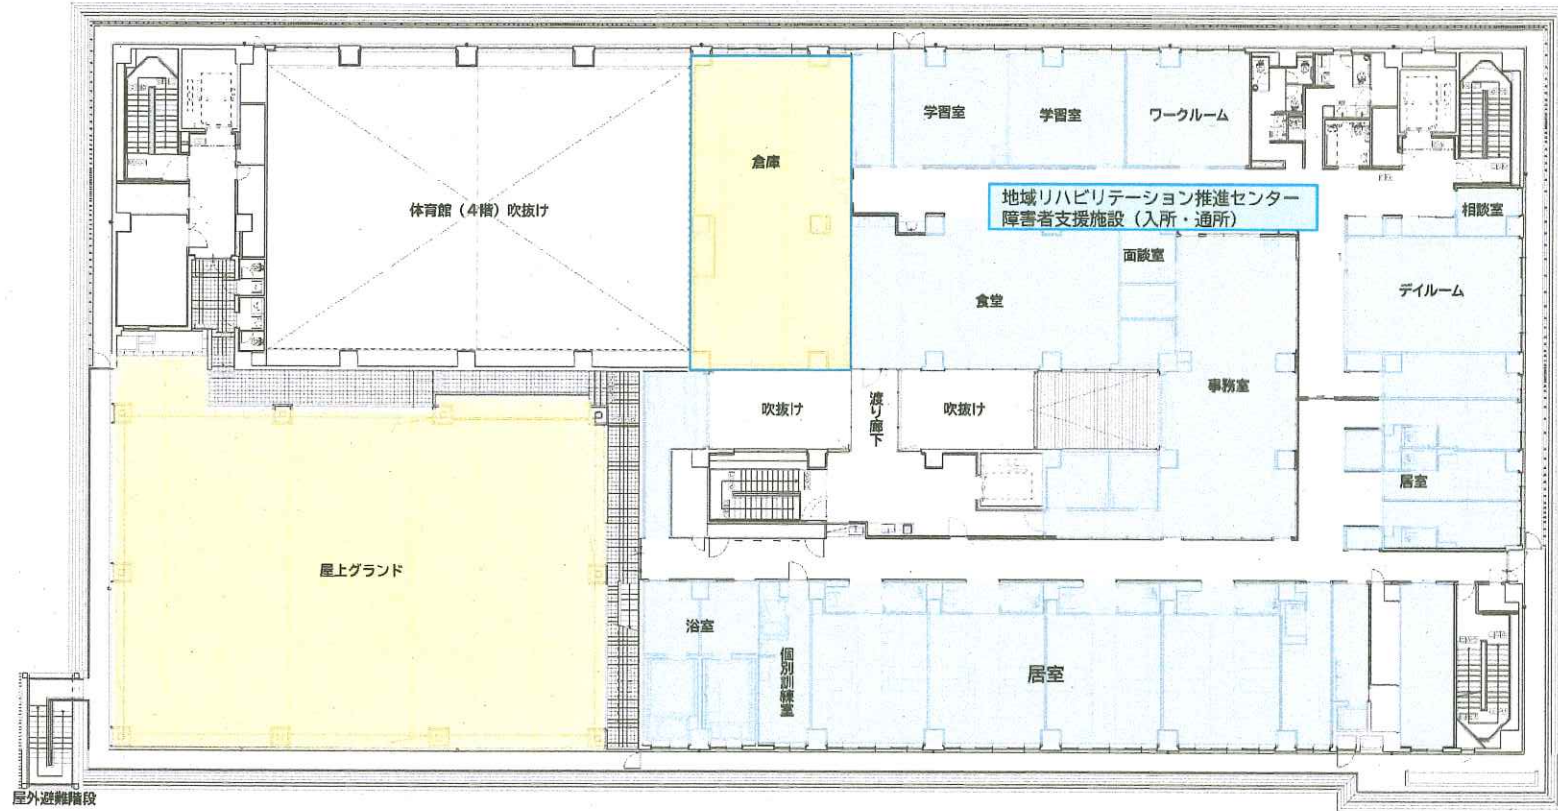 学習室
学習室
ワークルーム
倉庫
地域リハビリテーション推進センター
障害者支援施設（入所・通所）
体育館（4階）吹抜け
相談室
面談室
デイルーム
食堂
事務室
吹抜け
渡り廊下
吹抜け
居室
屋上グランド
浴室
個別訓練室
居室
屋外避難階段